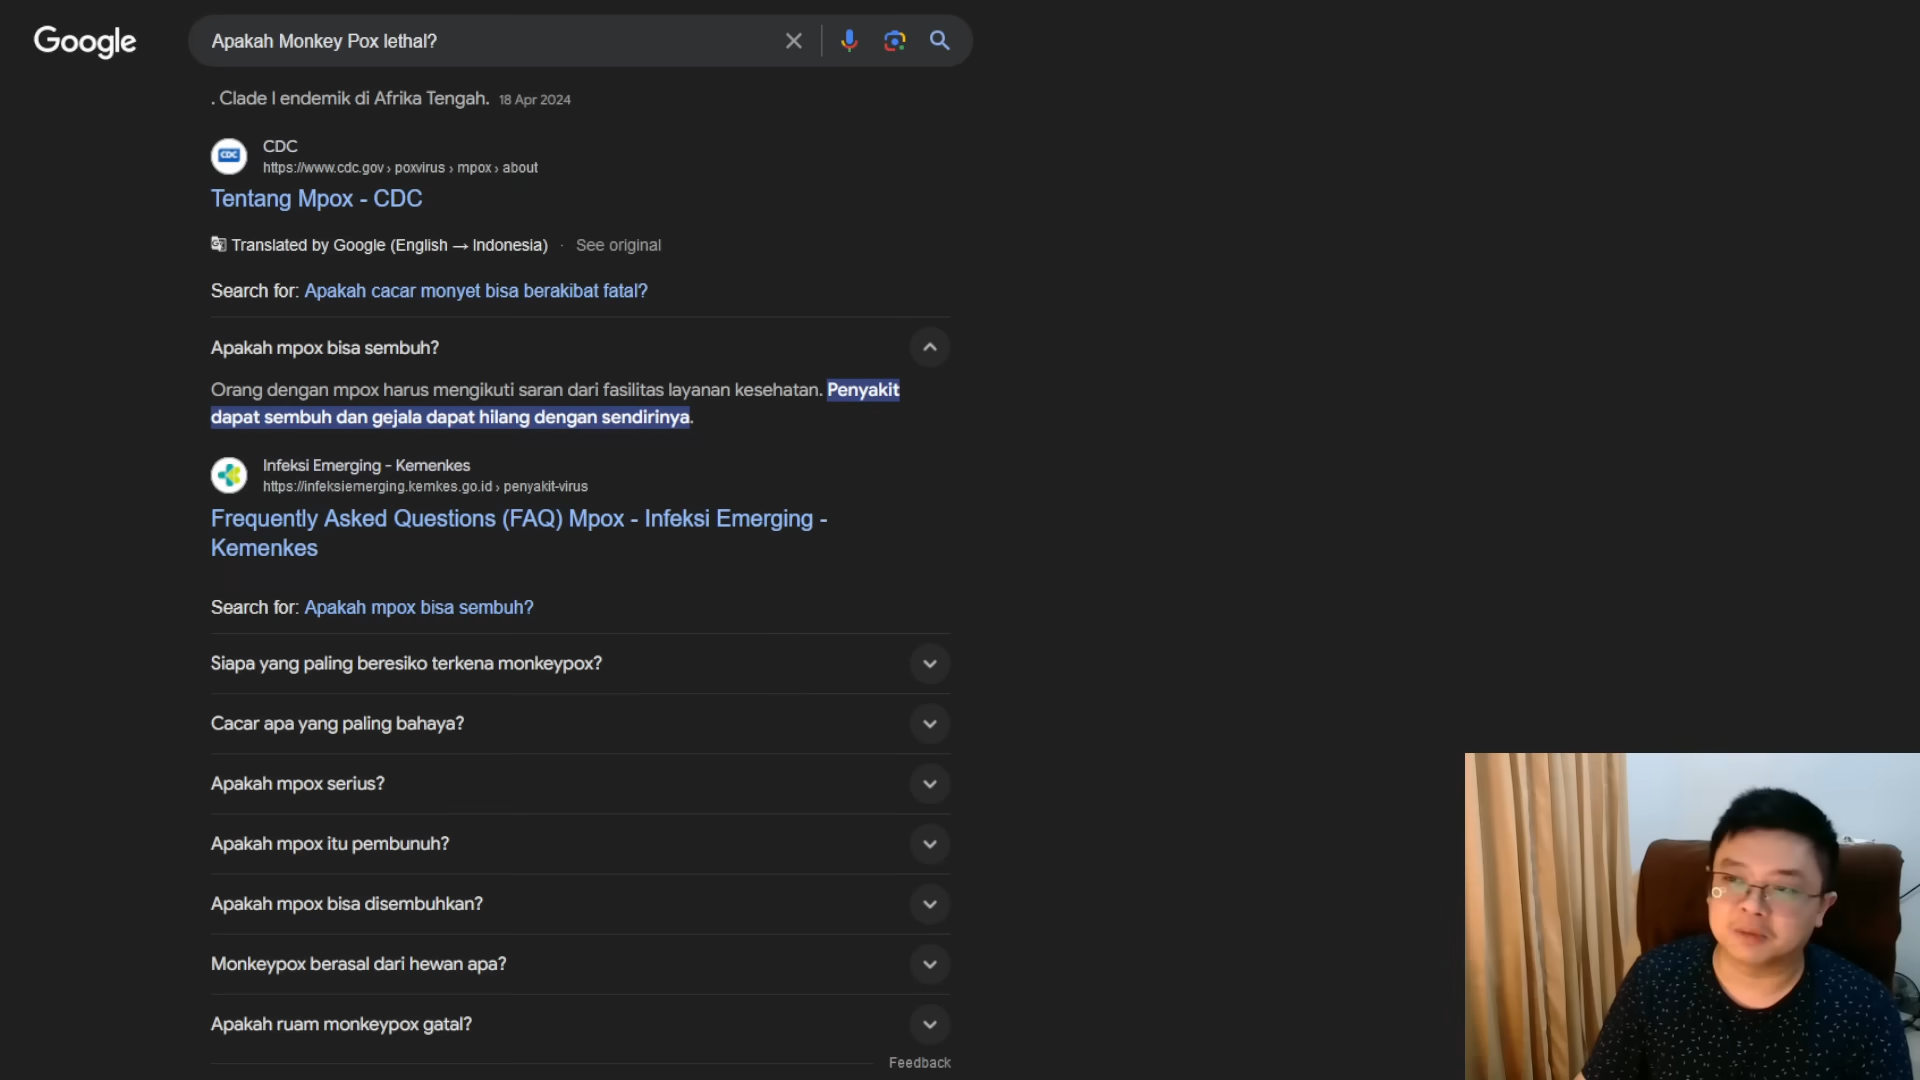 Google
Apakah Monkey Pox lethal?
. Clade I endemik di Afrika Tengah. 18 Apr 2024
CDC
CDC
https://www.cdc.gov › poxvirus › mpox › about
Tentang Mpox - CDC
Translated by Google (English → Indonesia) · See original
Search for: Apakah cacar monyet bisa berakibat fatal?
Apakah mpox bisa sembuh?
Orang dengan mpox harus mengikuti saran dari fasilitas layanan kesehatan. Penyakit
dapat sembuh dan gejala dapat hilang dengan sendirinya.
Infeksi Emerging - Kemenkes
https://infeksiemerging.kemkes.go.id › penyakit-virus
Frequently Asked Questions (FAQ) Mpox - Infeksi Emerging -
Kemenkes
Search for: Apakah mpox bisa sembuh?
Siapa yang paling beresiko terkena monkeypox?
Cacar apa yang paling bahaya?
Apakah mpox serius?
Apakah mpox itu pembunuh?
Apakah mpox bisa disembuhkan?
Monkeypox berasal dari hewan apa?
Apakah ruam monkeypox gatal?
Feedback